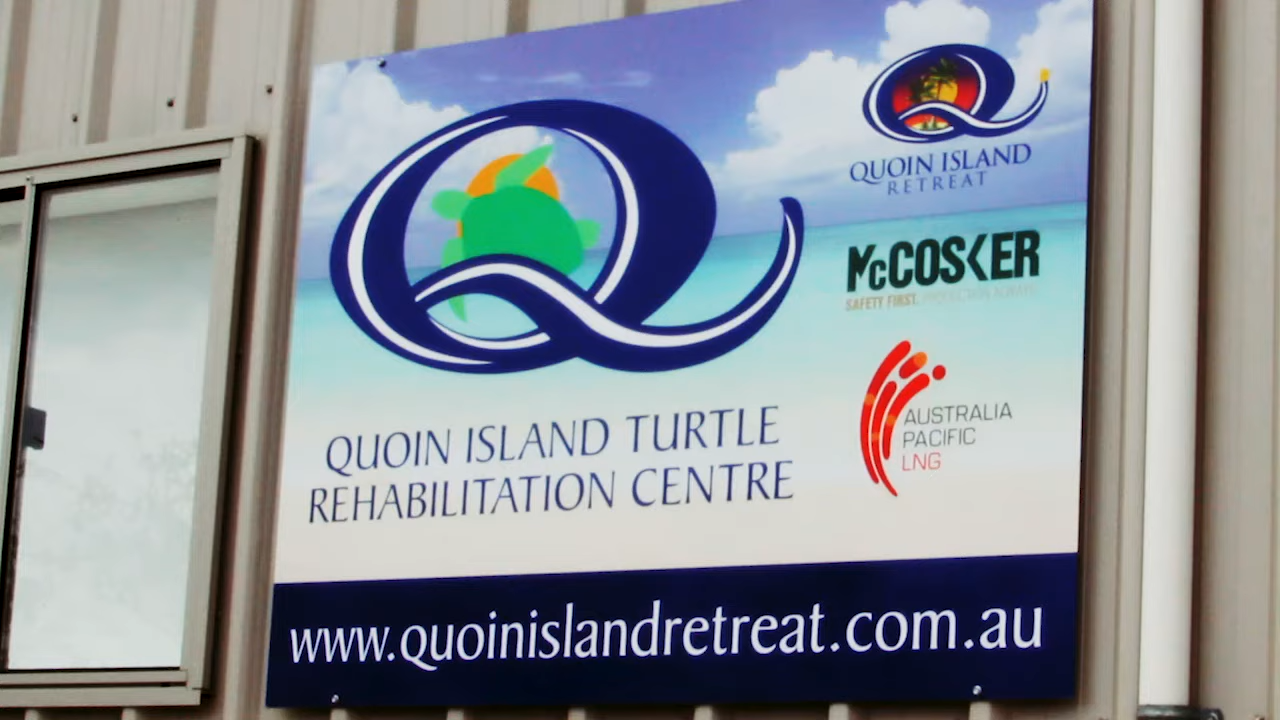 QUOIN ISLAND TURTLE
REHABILITATION CENTRE
QUOIN ISLAND
RETREAT
McCOSKER
SAFETY FIRST.
AUSTRALIA
PACIFIC
LNG
www.quoinislandretreat.com.au